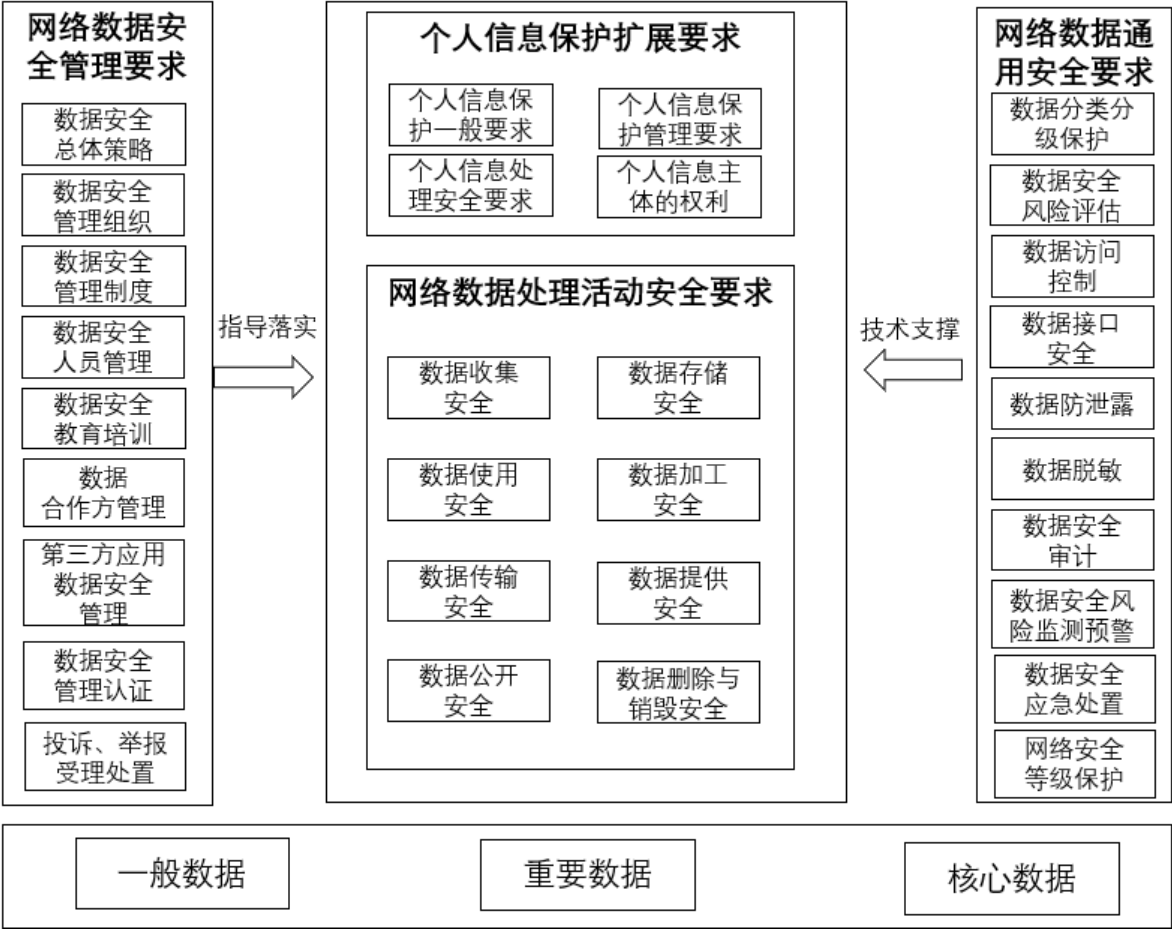 网络数据安
全管理要求
数据安全
总体策略
数据安全
管理组织
数据安全
管理制度
数据安全
人员管理
数据安全
教育培训
数据
合作方管理
第三方应用
数据安全
管理
数据安全
管理认证
投诉、举报
受理处置
指导落实
个人信息保护扩展要求
个人信息保
护一般要求
个人信息保
护管理要求
个人信息处
理安全要求
个人信息主
体的权利
网络数据处理活动安全要求
数据收集
安全
数据存储
安全
数据使用
安全
数据加工
安全
数据传输
安全
数据提供
安全
数据公开
安全
数据删除与
销毁安全
技术支撑
网络数据通
用安全要求
数据分类分
级保护
数据安全
风险评估
数据访问
控制
数据接口
安全
数据防泄露
数据脱敏
数据安全
审计
数据安全风
险监测预警
数据安全
应急处置
网络安全
等级保护
一般数据
重要数据
核心数据